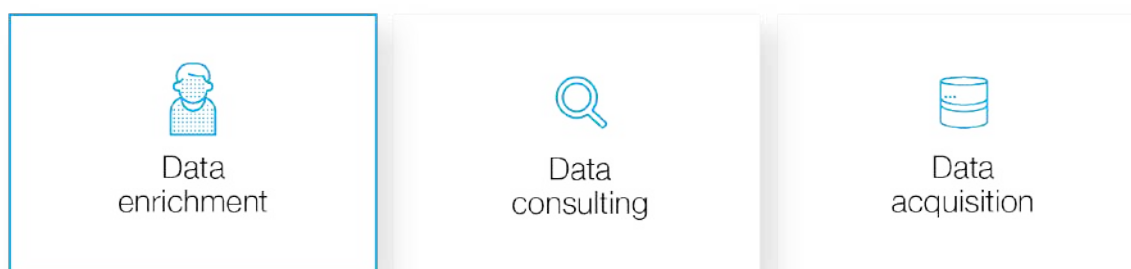 Data
enrichment
Data
consulting
Data
acquisition